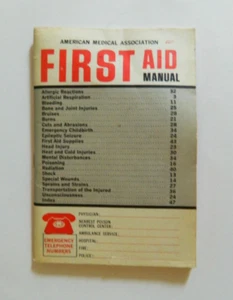 AMERICAN MEDICAL ASSOCIATION
FIRST AID
MANUAL
Allergic Reactions
Artificial Respiration
Bleeding
Bone and Joint Injuries
Bruises
Burns
Cuts and Abrasions
Emergency Childbirth
Epileptic Seizure
First Aid Supplies
Head Injury
Heat and Cold Injuries
Mental Disturbances
Poisoning
Radiation
Shock
Special Wounds
Sprains and Strains
Transportation of the Injured
Unconsciousness
Index
EMERGENCY
TELEPHONE
NUMBERS
PHYSICIAN:
NEAREST POISON
CONTROL CENTER:
AMBULANCE SERVICE:
HOSPITAL:
FIRE:
POLICE: